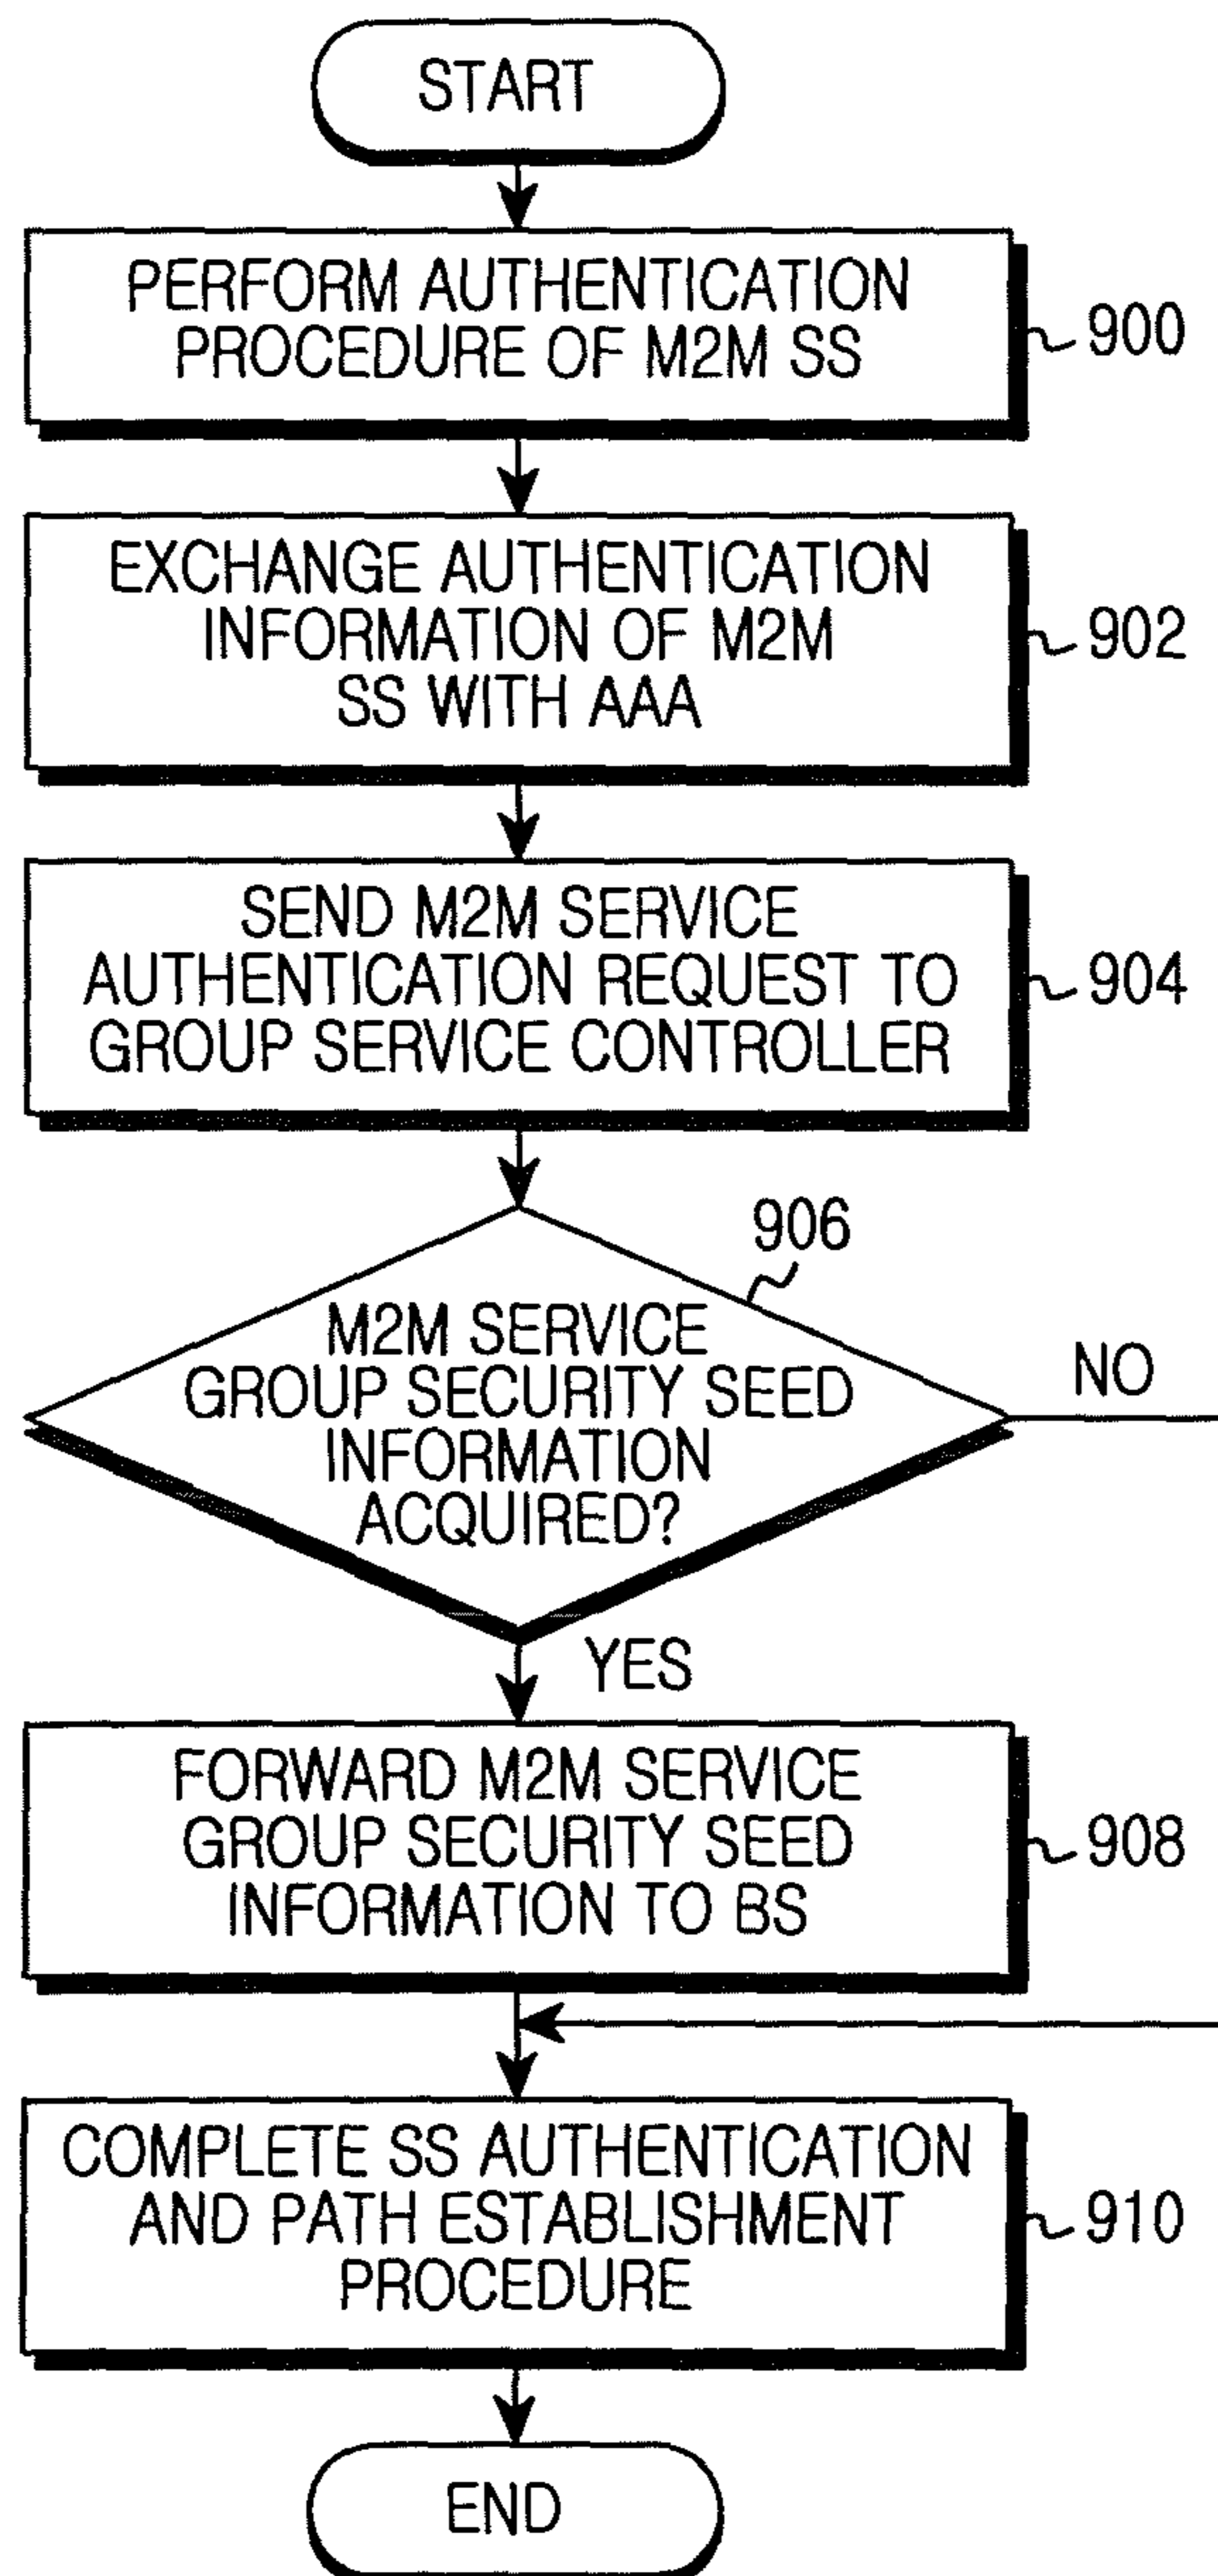 START
PERFORM AUTHENTICATION
PROCEDURE OF M2M SS
900
EXCHANGE AUTHENTICATION
INFORMATION OF M2M
SS WITH AAA
902
SEND M2M SERVICE
AUTHENTICATION REQUEST TO
GROUP SERVICE CONTROLLER
904
906
M2M SERVICE
GROUP SECURITY SEED
INFORMATION
ACQUIRED?
NO
YES
FORWARD M2M SERVICE
GROUP SECURITY SEED
INFORMATION TO BS
908
COMPLETE SS AUTHENTICATION
AND PATH ESTABLISHMENT
PROCEDURE
910
END